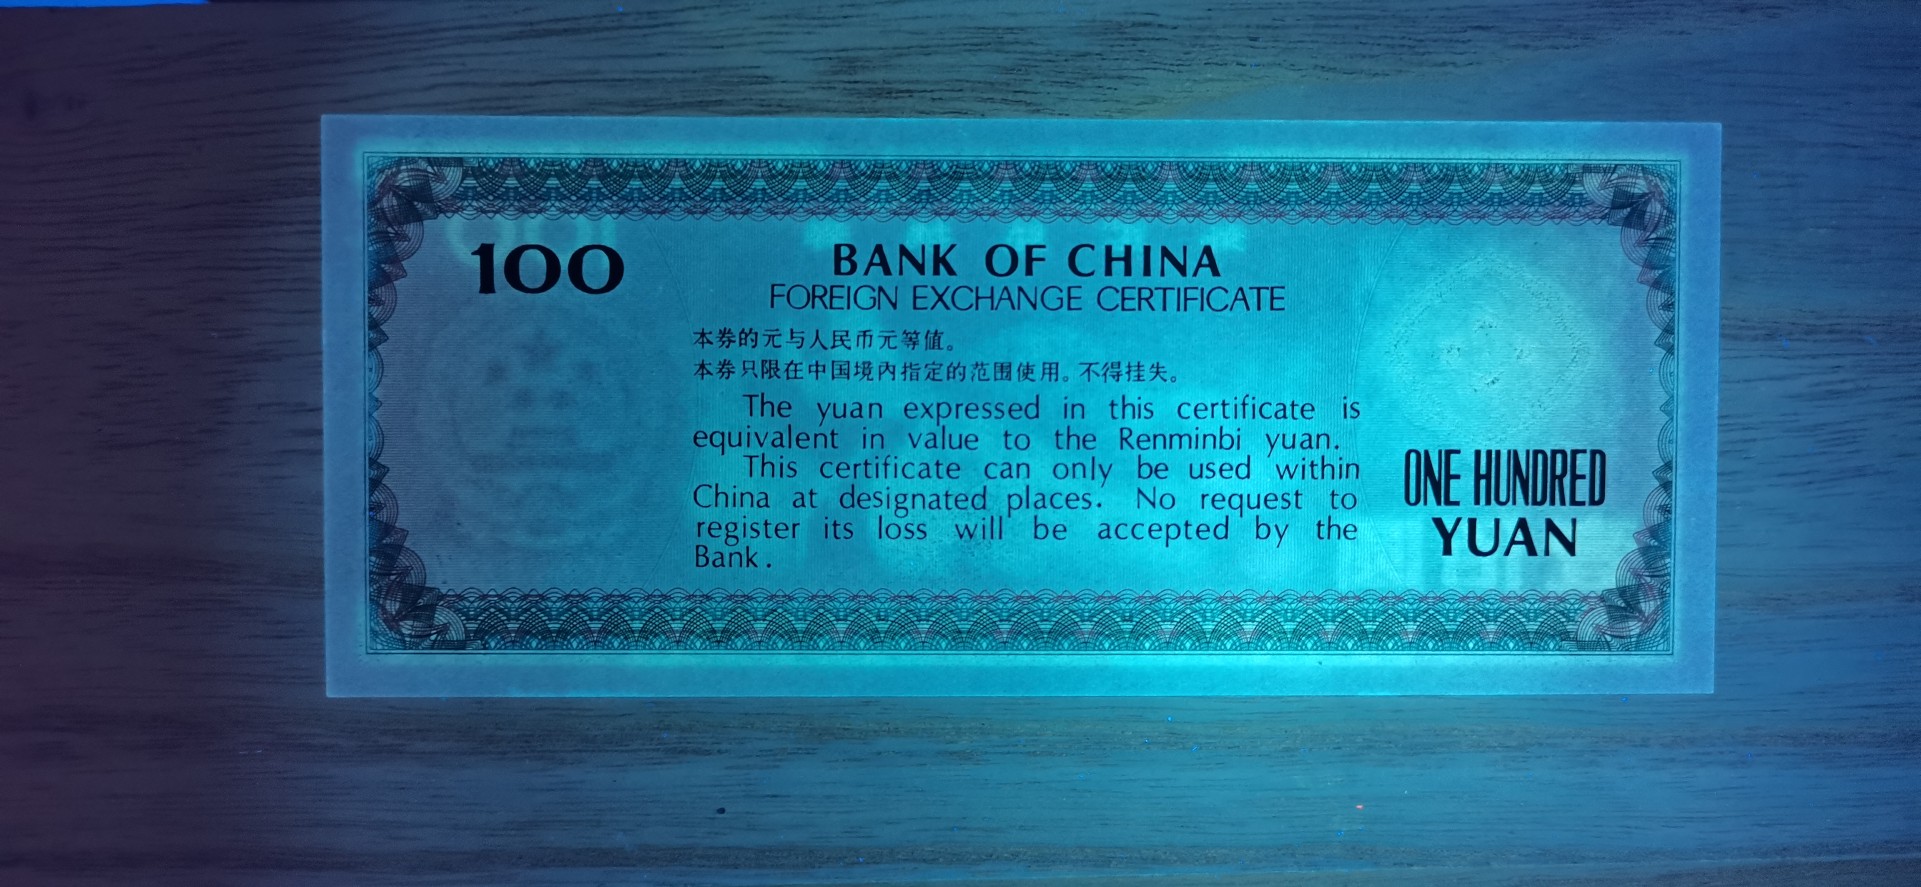 100
BANK OF CHINA
FOREIGN EXCHANGE CERTIFICATE
本券的元与人民币元等值。
本券只限在中国境内指定的范围使用。不得挂失。
The yuan expressed in this certificate is
equivalent in value to the Renminbi yuan.
This certificate can only be used within
China at designated places. No request to
register its loss will be accepted by the
Bank.
ONE HUNDRED
YUAN